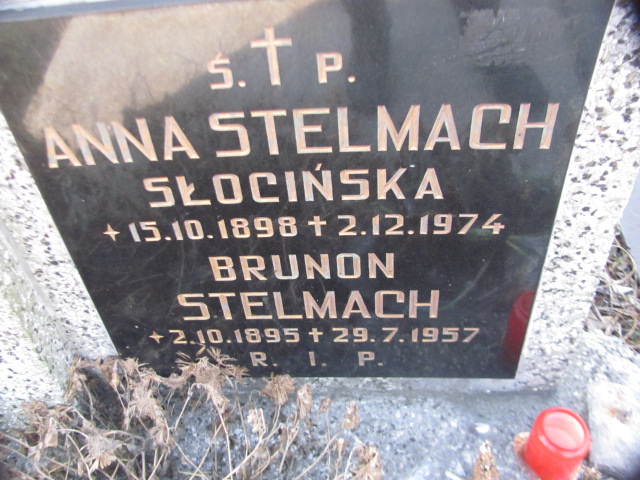 Ś. P.
ANNA STELMACH
SŁOCIŃSKA
15.10.1898 2.12.1974
BRUNON
STELMACH
2.10.1895 29.7.1957
R. I. P.